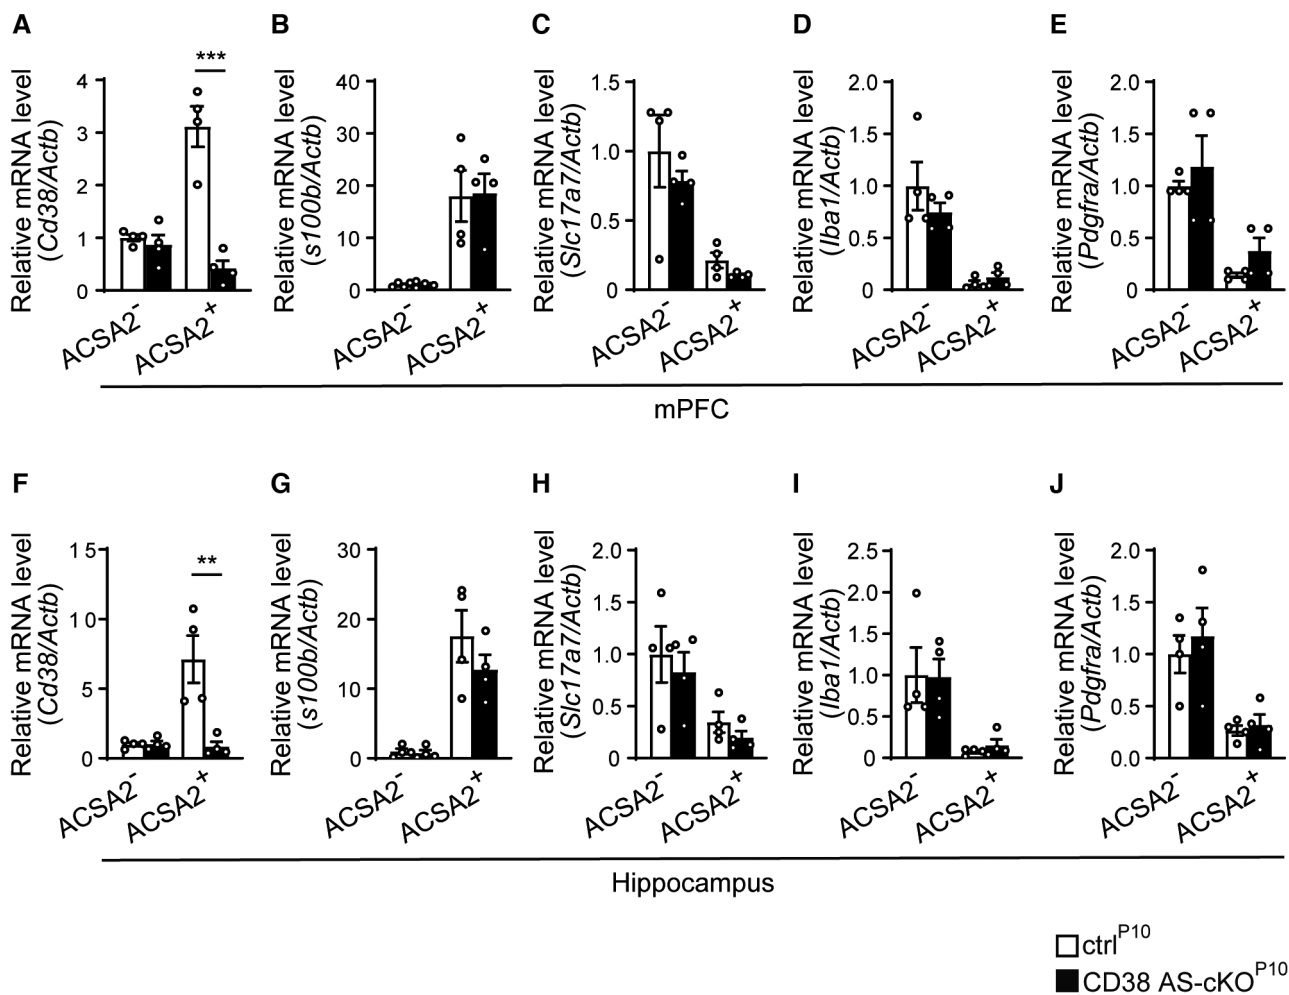 A
B
C
D
E
Relative mRNA level
(Cd38/Actb)
4
3
2
1
0
***
ACSA2-
ACSA2+
Relative mRNA level
(s100b/Actb)
40
30
20
10
0
ACSA2-
ACSA2+
Relative mRNA level
(Slc17a7/Actb)
1.5
1.0
0.5
0
ACSA2-
ACSA2+
Relative mRNA level
(Iba1/Actb)
2.0
1.5
1.0
0.5
0
ACSA2-
ACSA2+
Relative mRNA level
(Pdgfra/Actb)
2.0
1.5
1.0
0.5
0
ACSA2-
ACSA2+
mPFC
F
G
H
I
J
Relative mRNA level
(Cd38/Actb)
15
10
5
0
**
ACSA2-
ACSA2+
Relative mRNA level
(s100b/Actb)
30
20
10
0
ACSA2-
ACSA2+
Relative mRNA level
(Slc17a7/Actb)
2.0
1.5
1.0
0.5
0
ACSA2-
ACSA2+
Relative mRNA level
(Iba1/Actb)
2.5
2.0
1.5
1.0
0.5
0
ACSA2-
ACSA2+
Relative mRNA level
(Pdgfra/Actb)
2.0
1.5
1.0
0.5
0.0
ACSA2-
ACSA2+
Hippocampus
ctrlP10
CD38 AS-cKOP10